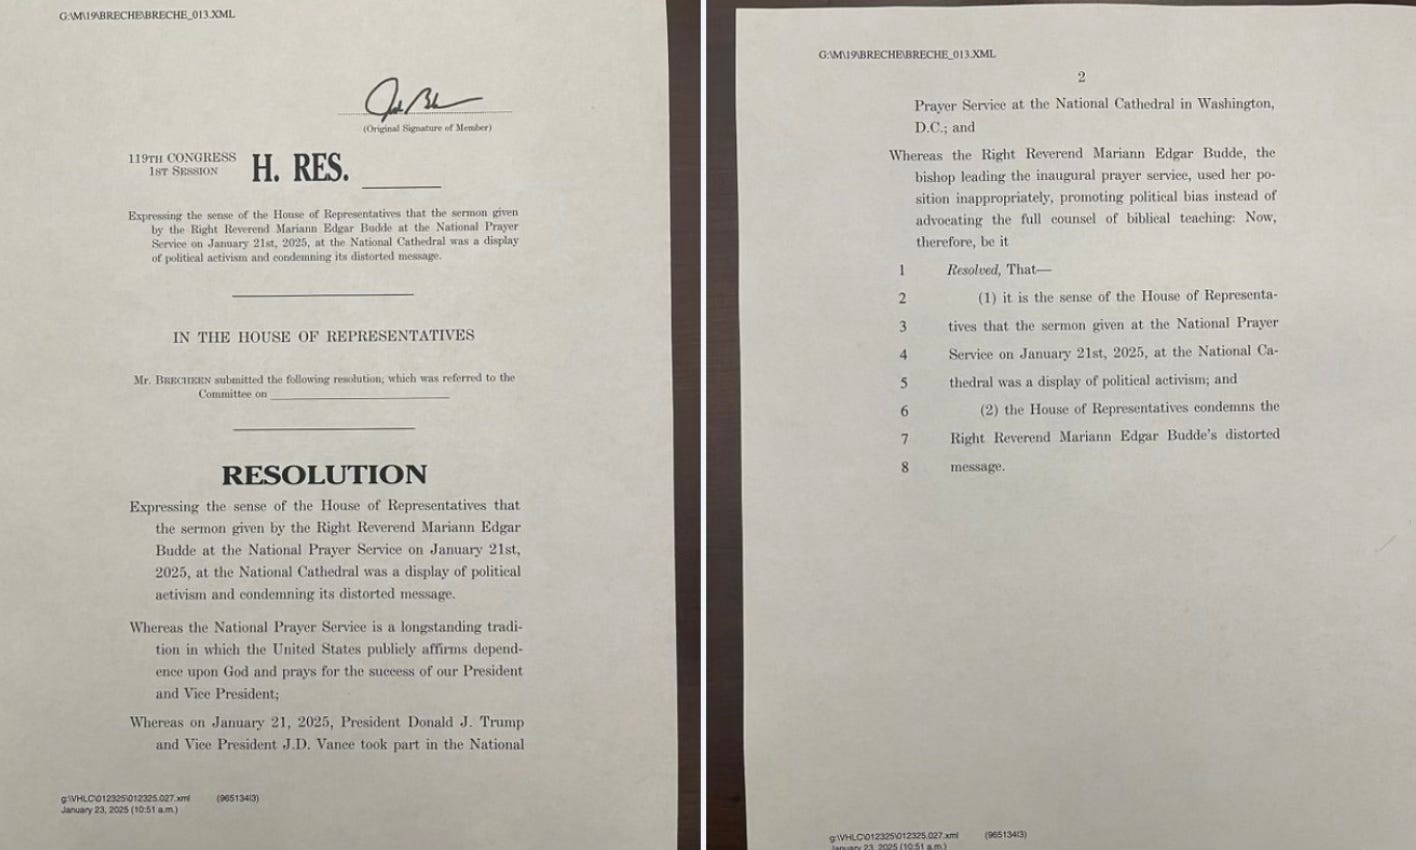 G:\M\19\BRECHE\BRECHE_013.XML
(Original Signature of Member)
119TH CONGRESS
1ST SESSION
H. RES.
Expressing the sense of the House of Representatives that the sermon given
by the Right Reverend Mariann Edgar Budde at the National Prayer
Service on January 21st, 2025, at the National Cathedral was a display
of political activism and condemning its distorted message.
IN THE HOUSE OF REPRESENTATIVES
Mr. BRECHEEN submitted the following resolution; which was referred to the
Committee on
RESOLUTION
Expressing the sense of the House of Representatives that
the sermon given by the Right Reverend Mariann Edgar
Budde at the National Prayer Service on January 21st,
2025, at the National Cathedral was a display of political
activism and condemning its distorted message.
Whereas the National Prayer Service is a longstanding tradi-
tion in which the United States publicly affirms depend-
ence upon God and prays for the success of our President
and Vice President;
Whereas on January 21, 2025, President Donald J. Trump
and Vice President J.D. Vance took part in the National
g:\VHLC\012325\012325.027.xml (965134|3)
January 23, 2025 (10:51 a.m.)
G:\M\19\BRECHE\BRECHE_013.XML
2
Prayer Service at the National Cathedral in Washington,
D.C.; and
Whereas the Right Reverend Mariann Edgar Budde, the
bishop leading the inaugural prayer service, used her po-
sition inappropriately, promoting political bias instead of
advocating the full counsel of biblical teaching: Now,
therefore, be it
1 Resolved, That—
2 (1) it is the sense of the House of Representa-
3 tives that the sermon given at the National Prayer
4 Service on January 21st, 2025, at the National Ca-
5 thedral was a display of political activism; and
6 (2) the House of Representatives condemns the
7 Right Reverend Mariann Edgar Budde's distorted
8 message.
g:\VHLC\012325\012325.027.xml (965134|3)
January 23, 2025 (10:51 a.m.)